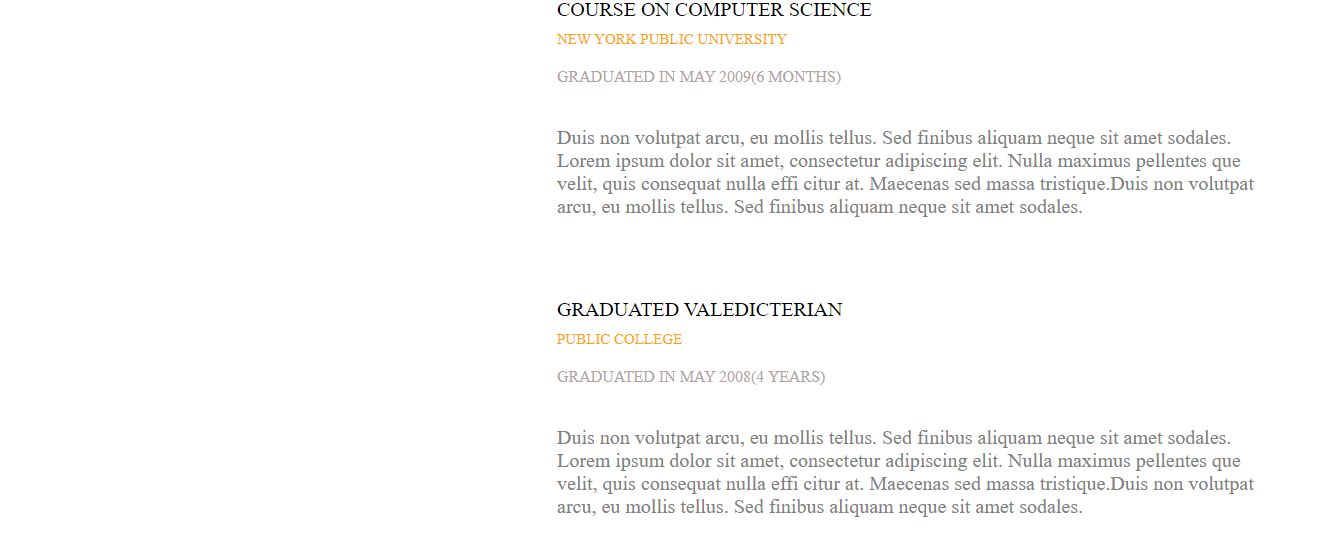 COURSE ON COMPUTER SCIENCE
NEW YORK PUBLIC UNIVERSITY
GRADUATED IN MAY 2009(6 MONTHS)
Duis non volutpat arcu, eu mollis tellus. Sed finibus aliquam neque sit amet sodales.
Lorem ipsum dolor sit amet, consectetur adipiscing elit. Nulla maximus pellentes que
velit, quis consequat nulla effi citur at. Maecenas sed massa tristique.Duis non volutpat
arcu, eu mollis tellus. Sed finibus aliquam neque sit amet sodales.
GRADUATED VALEDICTERIAN
PUBLIC COLLEGE
GRADUATED IN MAY 2008(4 YEARS)
Duis non volutpat arcu, eu mollis tellus. Sed finibus aliquam neque sit amet sodales.
Lorem ipsum dolor sit amet, consectetur adipiscing elit. Nulla maximus pellentes que
velit, quis consequat nulla effi citur at. Maecenas sed massa tristique.Duis non volutpat
arcu, eu mollis tellus. Sed finibus aliquam neque sit amet sodales.